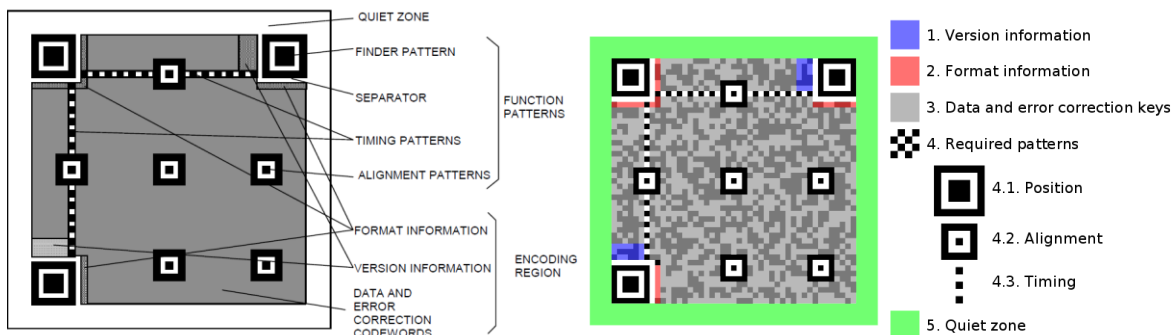 QUIET ZONE
FINDER PATTERN
SEPARATOR
FUNCTION
PATTERNS
TIMING PATTERNS
ALIGNMENT PATTERNS
FORMAT INFORMATION
VERSION INFORMATION
ENCODING
REGION
DATA AND
ERROR
CORRECTION
CODEWORDS
1. Version information
2. Format information
3. Data and error correction keys
4. Required patterns
4.1. Position
4.2. Alignment
4.3. Timing
5. Quiet zone